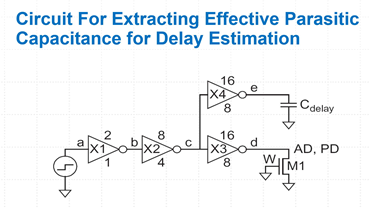 Circuit For Extracting Effective Parasitic
Capacitance for Delay Estimation
16
X4
e
8
Cdelay
a
2
X1
1
b
8
X2
4
c
16
X3
8
d
AD, PD
W
M1